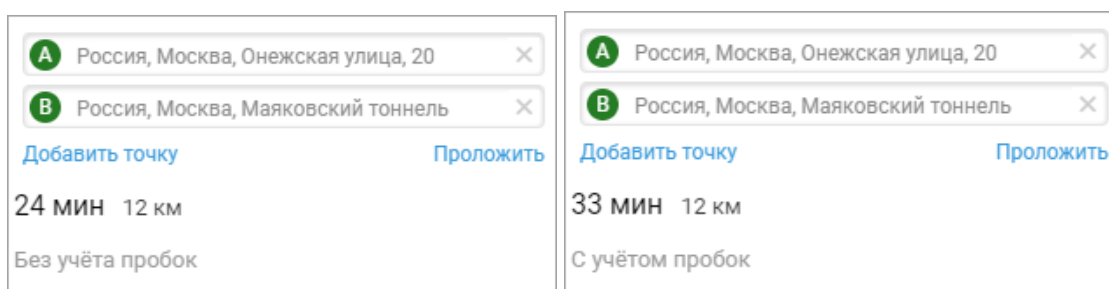 A Россия, Москва, Онежская улица, 20
B Россия, Москва, Маяковский тоннель
Добавить точку Проложить
24 мин 12 км
Без учёта пробок
A Россия, Москва, Онежская улица, 20
B Россия, Москва, Маяковский тоннель
Добавить точку Проложить
33 мин 12 км
С учётом пробок